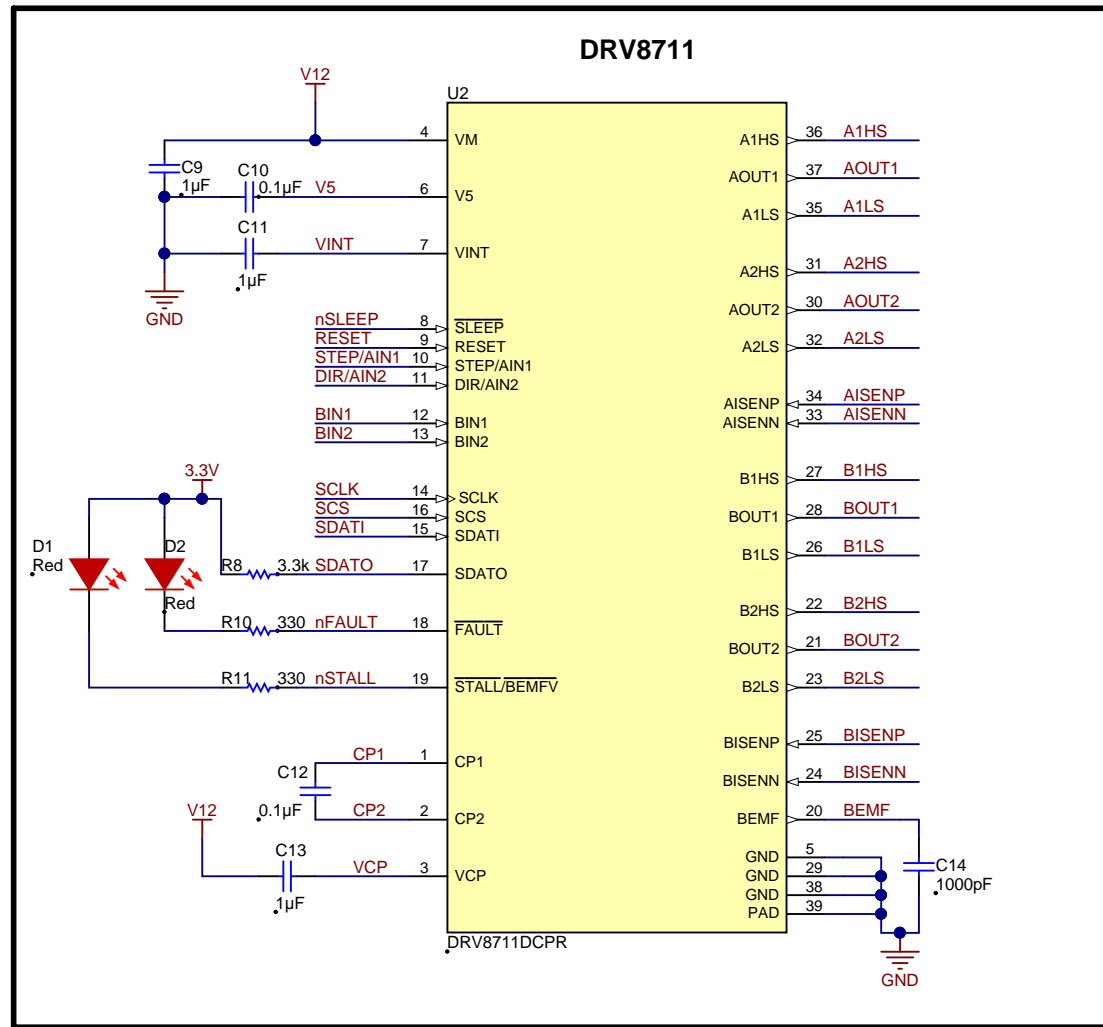 DRV8711
V12
U2
4 VM
C9
1µF
C10
0.1µF
V5
6 V5
C11
1µF
VINT
7 VINT
GND
nSLEEP 8 SLEEP
RESET 9 RESET
STEP/AIN1 10 STEP/AIN1
DIR/AIN2 11 DIR/AIN2
BIN1 12 BIN1
BIN2 13 BIN2
3.3V
SCLK 14 SCLK
SCS 16 SCS
SDATI 15 SDATI
D1
Red
D2
Red
R8 3.3k SDATO 17 SDATO
R10 330 nFAULT 18 FAULT
R11 330 nSTALL 19 STALL/BEMFV
CP1 1 CP1
C12
0.1µF
CP2 2 CP2
V12
C13
1µF
VCP 3 VCP
A1HS 36 A1HS
AOUT1 37 AOUT1
A1LS 35 A1LS
A2HS 31 A2HS
AOUT2 30 AOUT2
A2LS 32 A2LS
AISENP 34 AISENP
AISENN 33 AISENN
B1HS 27 B1HS
BOUT1 28 BOUT1
B1LS 26 B1LS
B2HS 22 B2HS
BOUT2 21 BOUT2
B2LS 23 B2LS
BISENP 25 BISENP
BISENN 24 BISENN
BEMF 20 BEMF
GND 5
GND 29
GND 38
PAD 39
C14
1000pF
GND
DRV8711DCPR